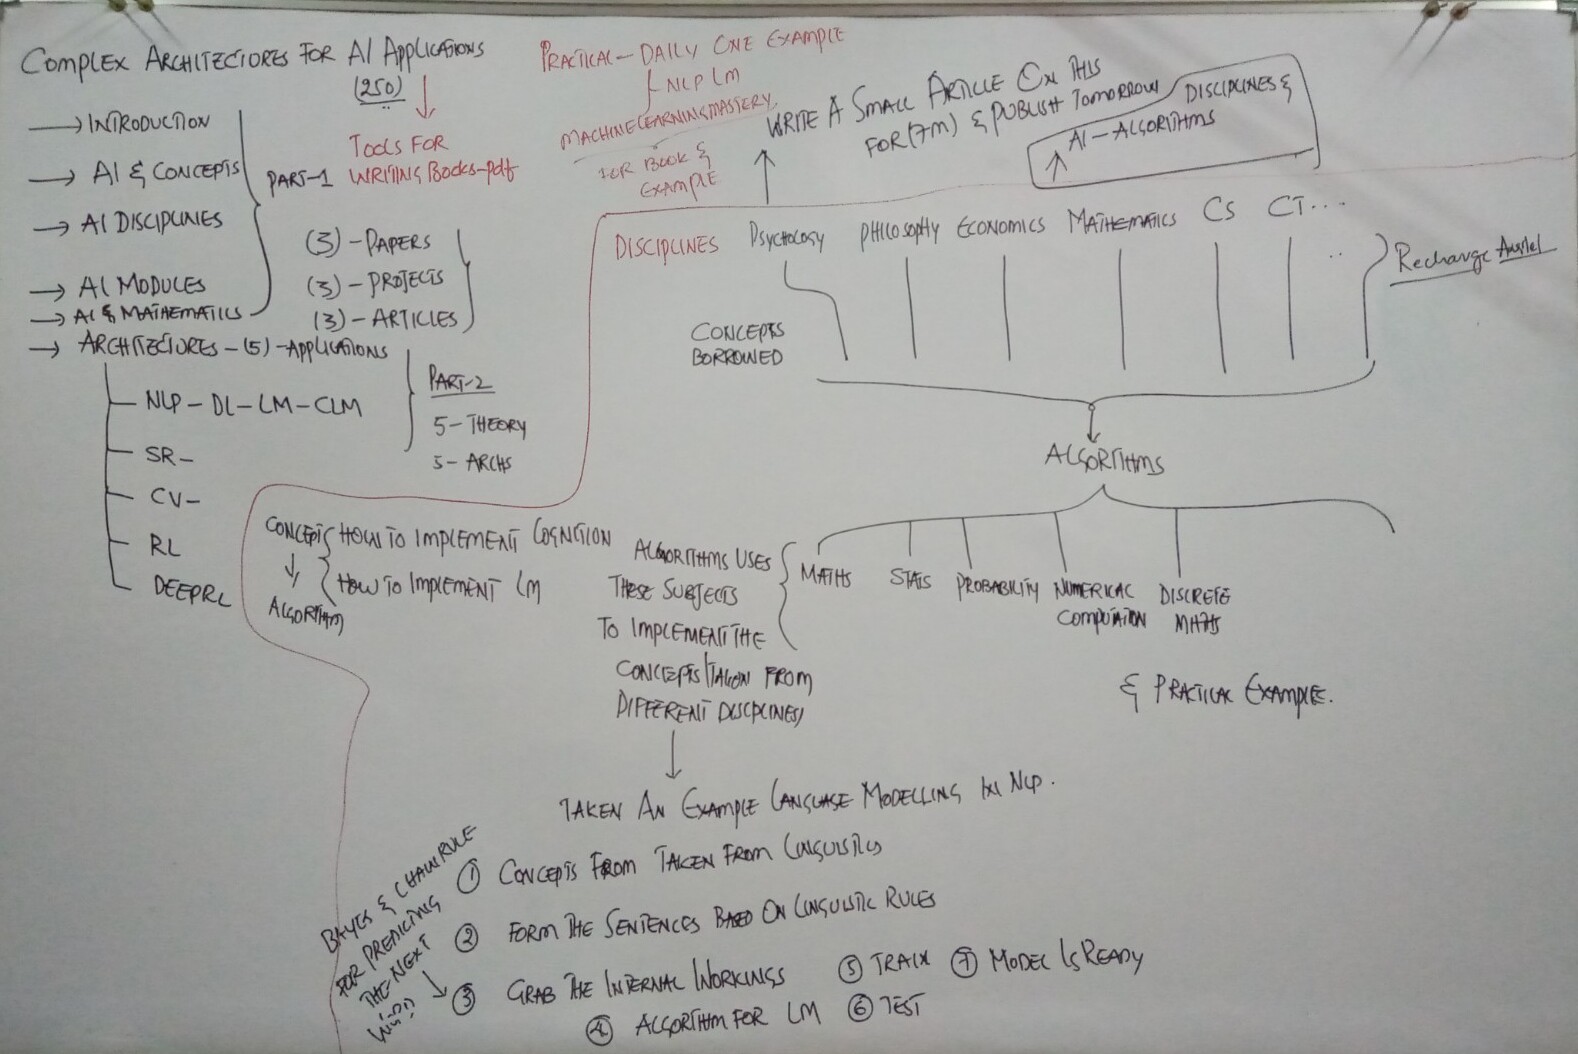 COMPLEX ARCHITECTURES FOR AI APPLICATIONS
(250)
→ INTRODUCTION
→ AI & CONCEPTS
→ AI DISCIPLINES
→ AI MODULES
→ AI & MATHEMATICS
PART-1
TOOLS FOR
WRITING BOOKS-pdf
(3) - PAPERS
(3) - PROJECTS
(3) - ARTICLES
→ ARCHITECTURES - (5) - APPLICATIONS
NLP - DL - LM - CLM
SR -
CV -
RL
DEEPRL
PART-2
5 - THEORY
5 - ARCHS
PRACTICAL - DAILY ONE EXAMPLE
NLP LM
MACHINELEARNINGMASTERY
FOR BOOK &
EXAMPLE
WRITE A SMALL ARTICLE ON THIS
FOR (7M) & PUBLISH TOMORROW
DISCIPLINES &
AI - ALGORITHMS
DISCIPLINES PSYCHOLOGY PHILOSOPHY ECONOMICS MATHEMATICS CS CT...
Recharge
CONCEPTS
BORROWED
ALGORITHMS
MATHS STATS PROBABILITY NUMERICAL COMPUTATION DISCRETE MATHS
& PRACTICAL EXAMPLE.
CONCEPTS HOW TO IMPLEMENT COGNITION
↓ HOW TO IMPLEMENT LM
ALGORITHM
ALGORITHMS USES
THESE SUBJECTS
TO IMPLEMENT THE
CONCEPTS (TAKEN FROM
DIFFERENT DISCPLINES)
TAKEN AN EXAMPLE LANGUAGE MODELLING IN NLP.
BAYES & CHAIN RULE
FOR PREDICING
THE NEXT
WORD
① CONCEPTS FROM TAKEN FROM LINGUISTICS
② FORM THE SENTENCES BASED ON LINGUISTIC RULES
③ GRAB THE INTERNAL WORKINGS
④ ALGORITHM FOR LM
⑤ TRAIN
⑥ TEST
⑦ MODEL IS READY